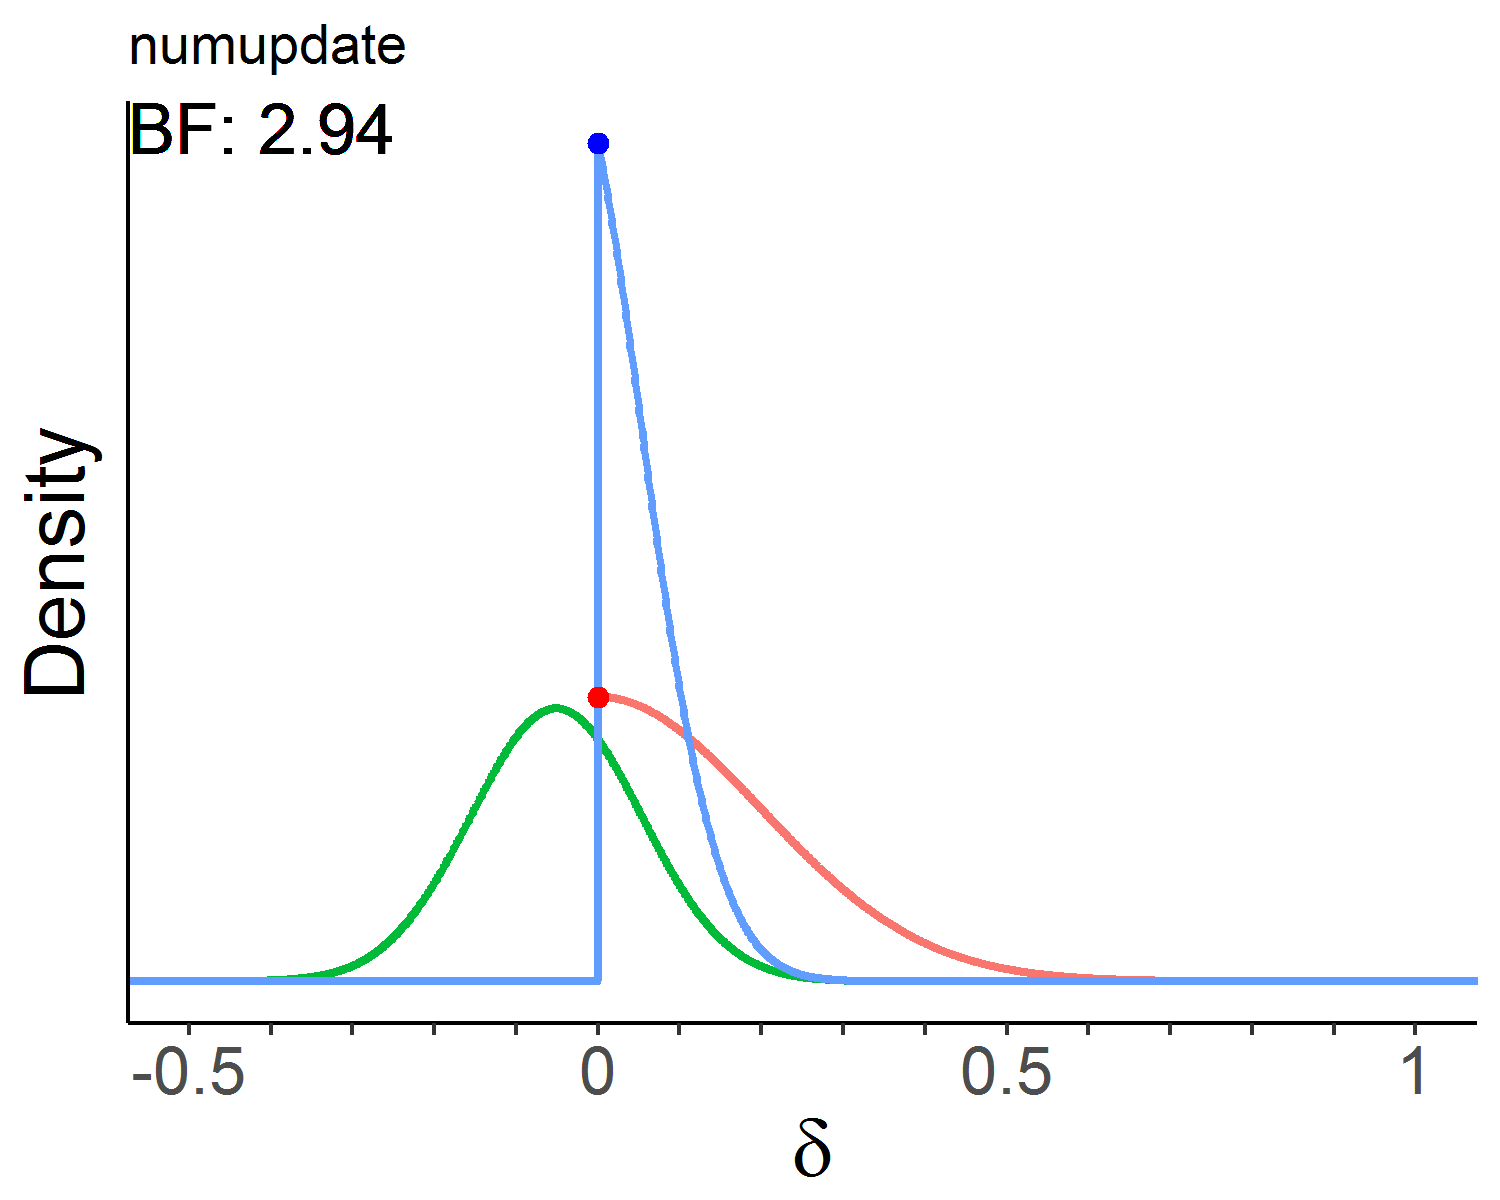 numupdate
BF: 2.94
Density
-0.5 0 0.5 1
δ